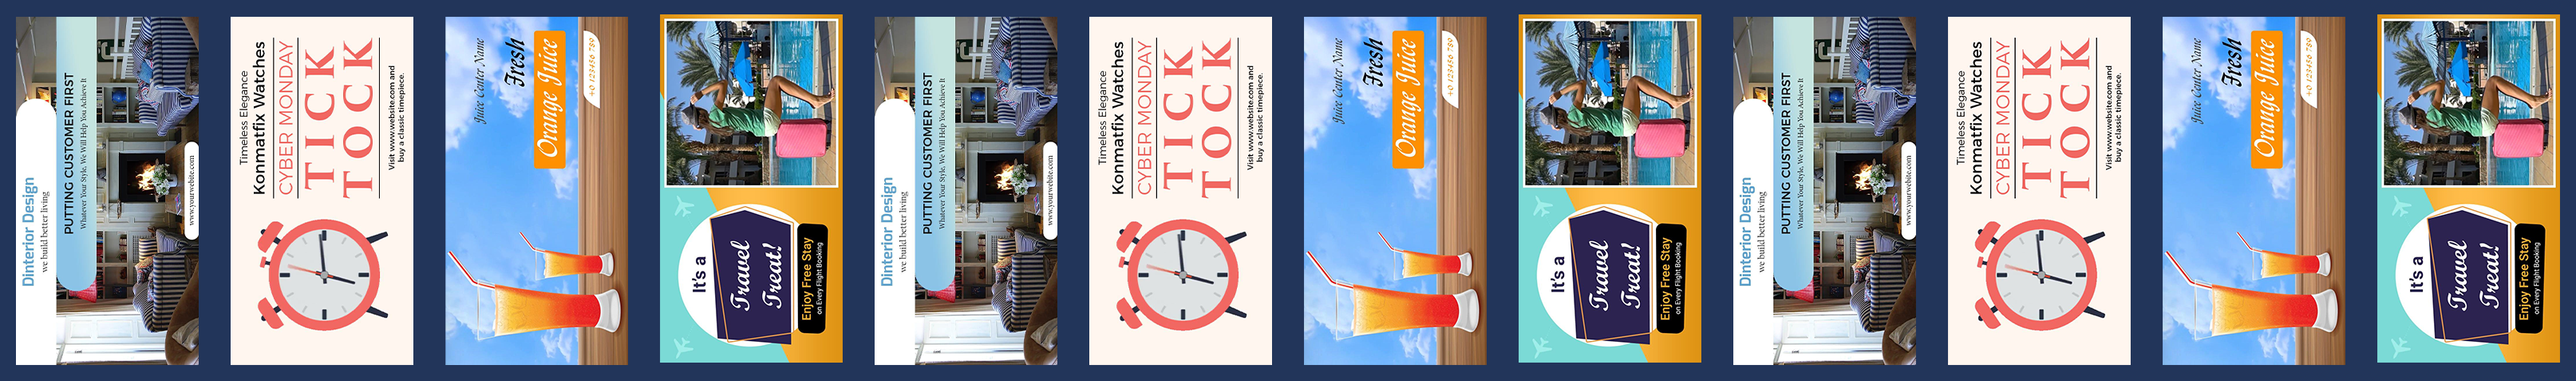 Dinterior Design
we build better living
PUTTING CUSTOMER FIRST
Whatever Your Style, We Will Help You Achieve It
www.yourwebite.com
Timeless Elegance
Konmatfix Watches
CYBER MONDAY
TICK
TOCK
Visit www.website.com and
buy a classic timepiece.
Juice Center Name
Fresh
Orange Juice
+0 123456 789
It's a
Travel
Treat!
Enjoy Free Stay
on Every Flight Booking
Dinterior Design
we build better living
PUTTING CUSTOMER FIRST
Whatever Your Style, We Will Help You Achieve It
www.yourwebite.com
Timeless Elegance
Konmatfix Watches
CYBER MONDAY
TICK
TOCK
Visit www.website.com and
buy a classic timepiece.
Juice Center Name
Fresh
Orange Juice
+0 123456 789
It's a
Travel
Treat!
Enjoy Free Stay
on Every Flight Booking
Dinterior Design
we build better living
PUTTING CUSTOMER FIRST
Whatever Your Style, We Will Help You Achieve It
www.yourwebite.com
Timeless Elegance
Konmatfix Watches
CYBER MONDAY
TICK
TOCK
Visit www.website.com and
buy a classic timepiece.
Juice Center Name
Fresh
Orange Juice
+0 123456 789
It's a
Travel
Treat!
Enjoy Free Stay
on Every Flight Booking